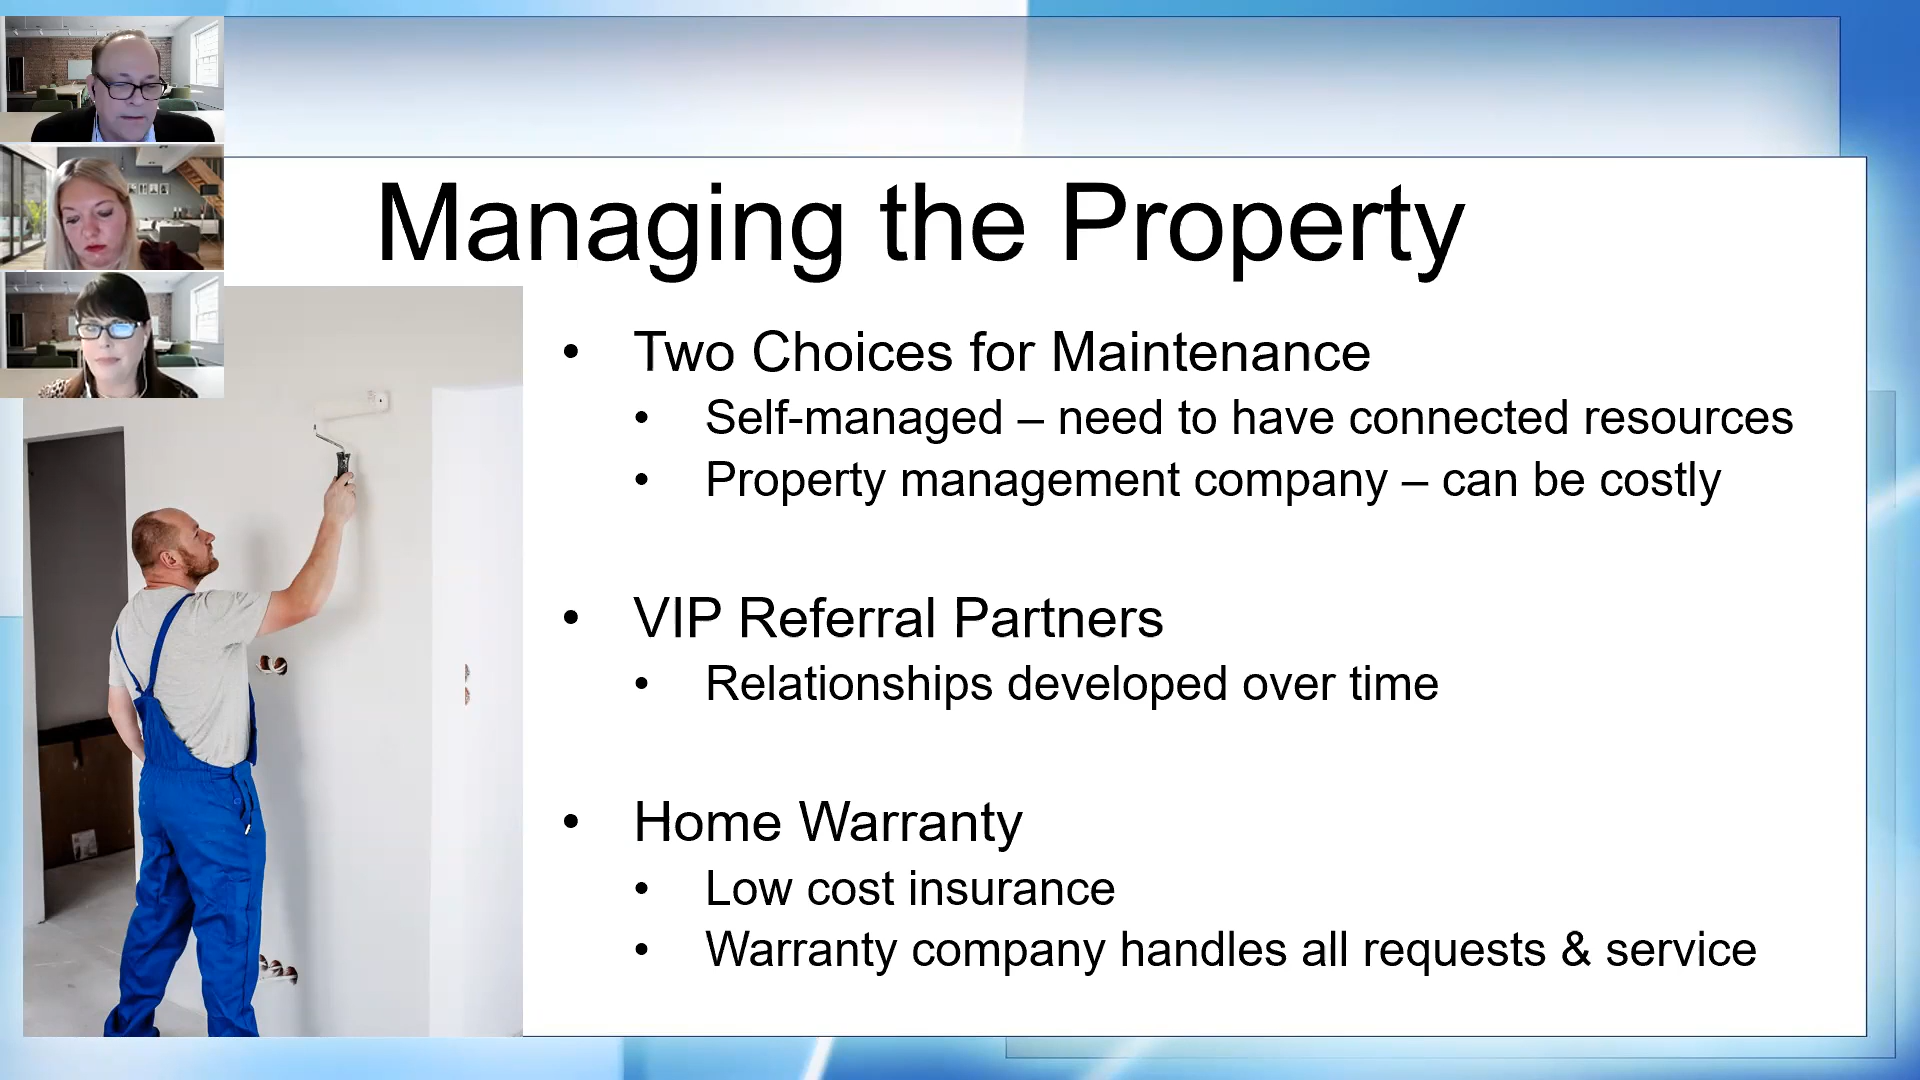 Managing the Property
• Two Choices for Maintenance
• Self-managed – need to have connected resources
• Property management company – can be costly
• VIP Referral Partners
• Relationships developed over time
• Home Warranty
• Low cost insurance
• Warranty company handles all requests & service